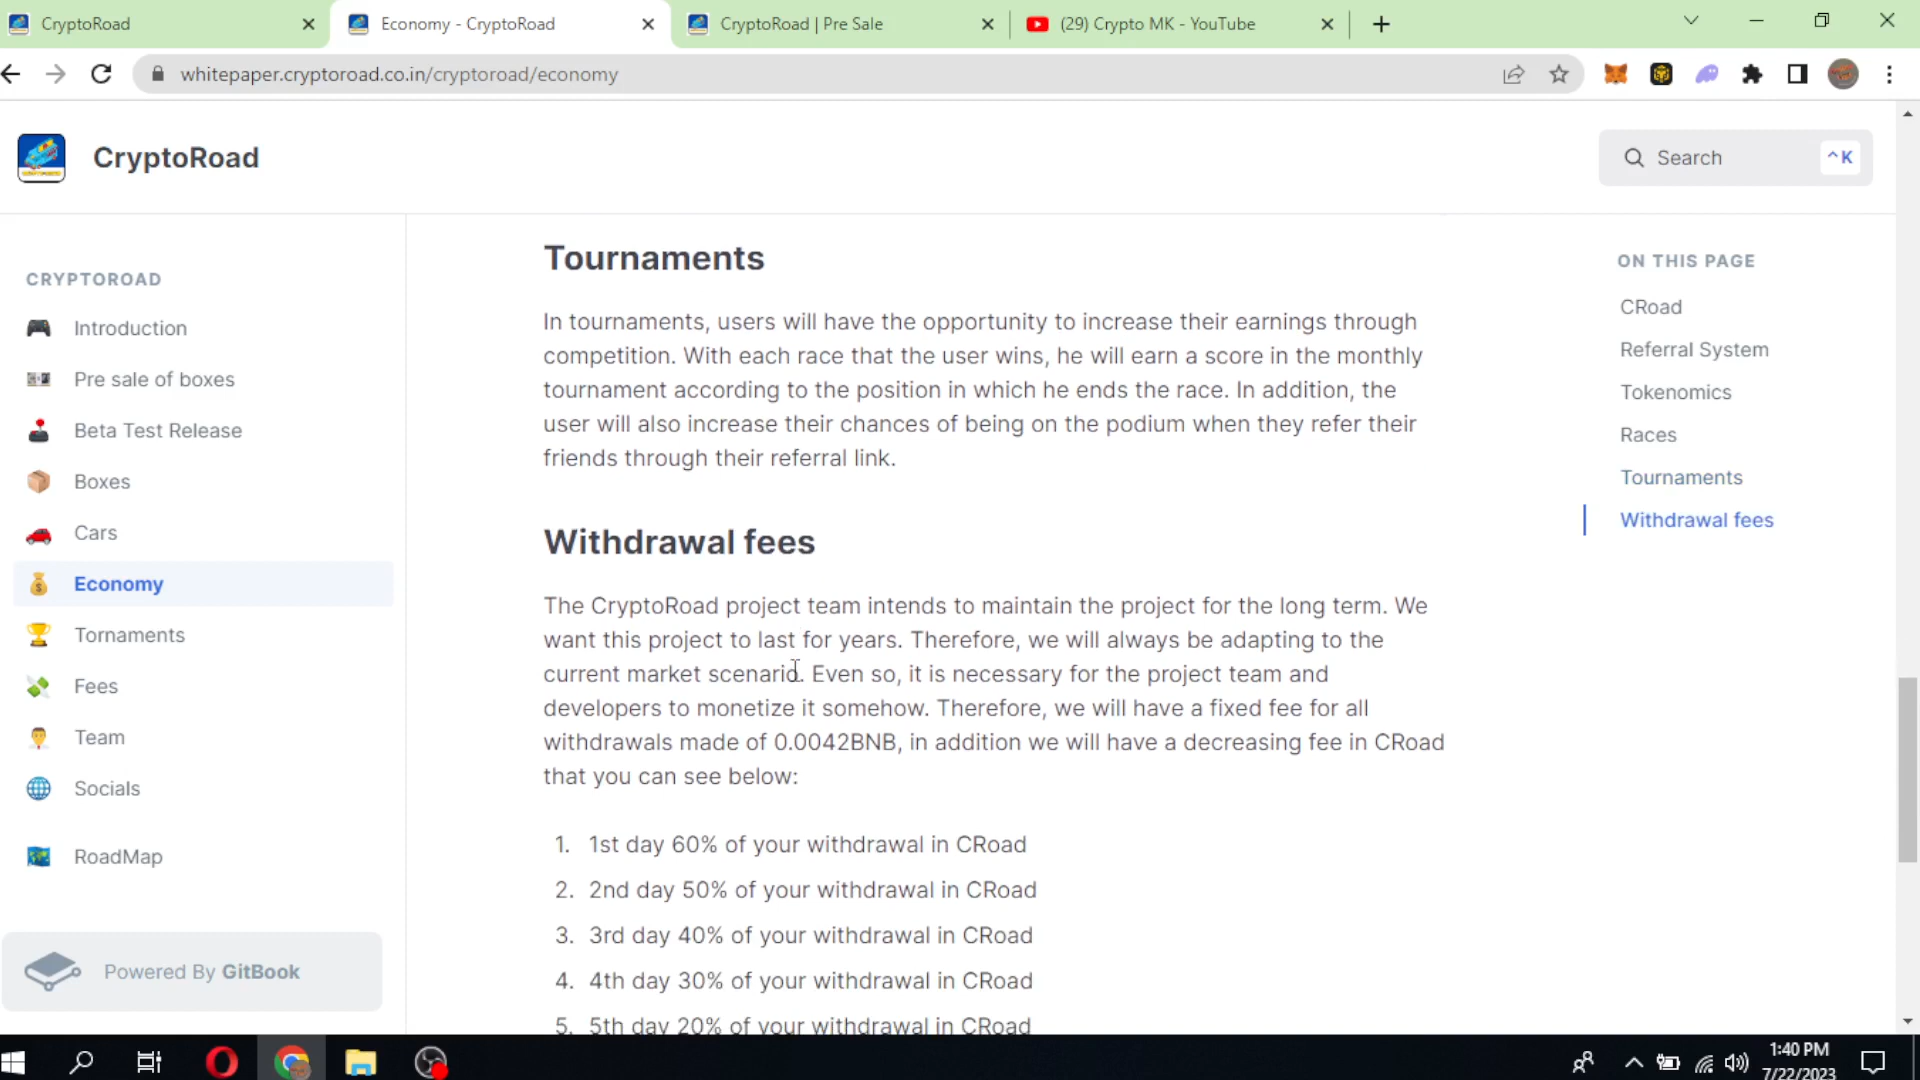 CryptoRoad
Economy - CryptoRoad
CryptoRoad | Pre Sale
(29) Crypto MK - YouTube
whitepaper.cryptoroad.co.in/cryptoroad/economy
CryptoRoad
Search
^K
CRYPTOROAD
Introduction
Pre sale of boxes
Beta Test Release
Boxes
Cars
Economy
Tornaments
Fees
Team
Socials
RoadMap
Powered By GitBook
Tournaments
In tournaments, users will have the opportunity to increase their earnings through
competition. With each race that the user wins, he will earn a score in the monthly
tournament according to the position in which he ends the race. In addition, the
user will also increase their chances of being on the podium when they refer their
friends through their referral link.
Withdrawal fees
The CryptoRoad project team intends to maintain the project for the long term. We
want this project to last for years. Therefore, we will always be adapting to the
current market scenario. Even so, it is necessary for the project team and
developers to monetize it somehow. Therefore, we will have a fixed fee for all
withdrawals made of 0.0042BNB, in addition we will have a decreasing fee in CRoad
that you can see below:
1. 1st day 60% of your withdrawal in CRoad
2. 2nd day 50% of your withdrawal in CRoad
3. 3rd day 40% of your withdrawal in CRoad
4. 4th day 30% of your withdrawal in CRoad
5. 5th day 20% of your withdrawal in CRoad
ON THIS PAGE
CRoad
Referral System
Tokenomics
Races
Tournaments
Withdrawal fees
1:40 PM
7/22/2023